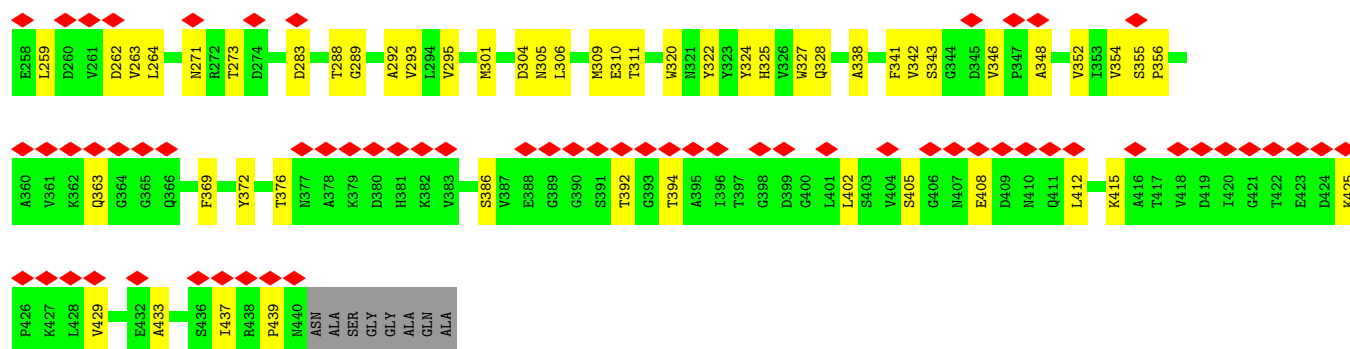 E258 L259 D260 V261 D262 V263 L264 N271 R272 T273 D274 D283 T288 G289 A292 V293 L294 V295 M301 D304 N305 L306 M309 E310 T311 W320 N321 Y322 Y323 Y324 H325 V326 W327 Q328 A338 F341 V342 S343 G344 D345 V346 P347 A348 V352 I353 V354 S355 P356
A360 V361 K362 Q363 G364 G365 Q366 F369 Y372 T376 N377 A378 K379 D380 H381 K382 V383 S386 V387 E388 G389 G390 S391 T392 G393 T394 A395 I396 T397 G398 D399 G400 L401 L402 S403 V404 S405 G406 N407 E408 D409 N410 Q411 L412 K415 A416 T417 V418 D419 I420 G421 T422 E423 D424 K425
P426 K427 L428 V429 E432 A433 S436 I437 R438 P439 N440 ASN ALA SER GLY GLY ALA GLN ALA